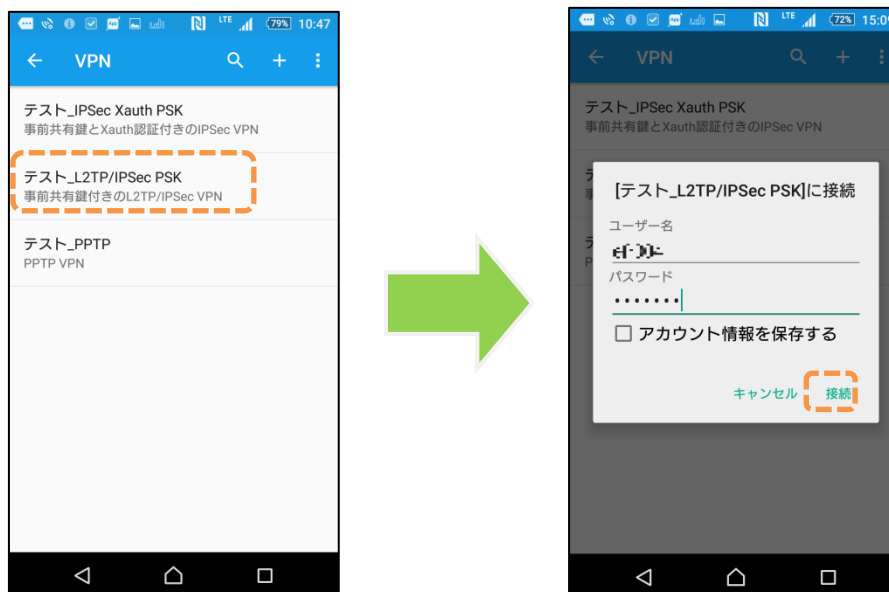 LTE 79% 10:47
VPN
テスト_IPSec Xauth PSK
事前共有鍵とXauth認証付きのIPSec VPN
テスト_L2TP/IPSec PSK
事前共有鍵付きのL2TP/IPSec VPN
テスト_PPTP
PPTP VPN
LTE 72% 15:09
VPN
テスト_IPSec Xauth PSK
事前共有鍵とXauth認証付きのIPSec VPN
[テスト_L2TP/IPSec PSK]に接続
ユーザー名
パスワード
•••••••
アカウント情報を保存する
キャンセル 接続